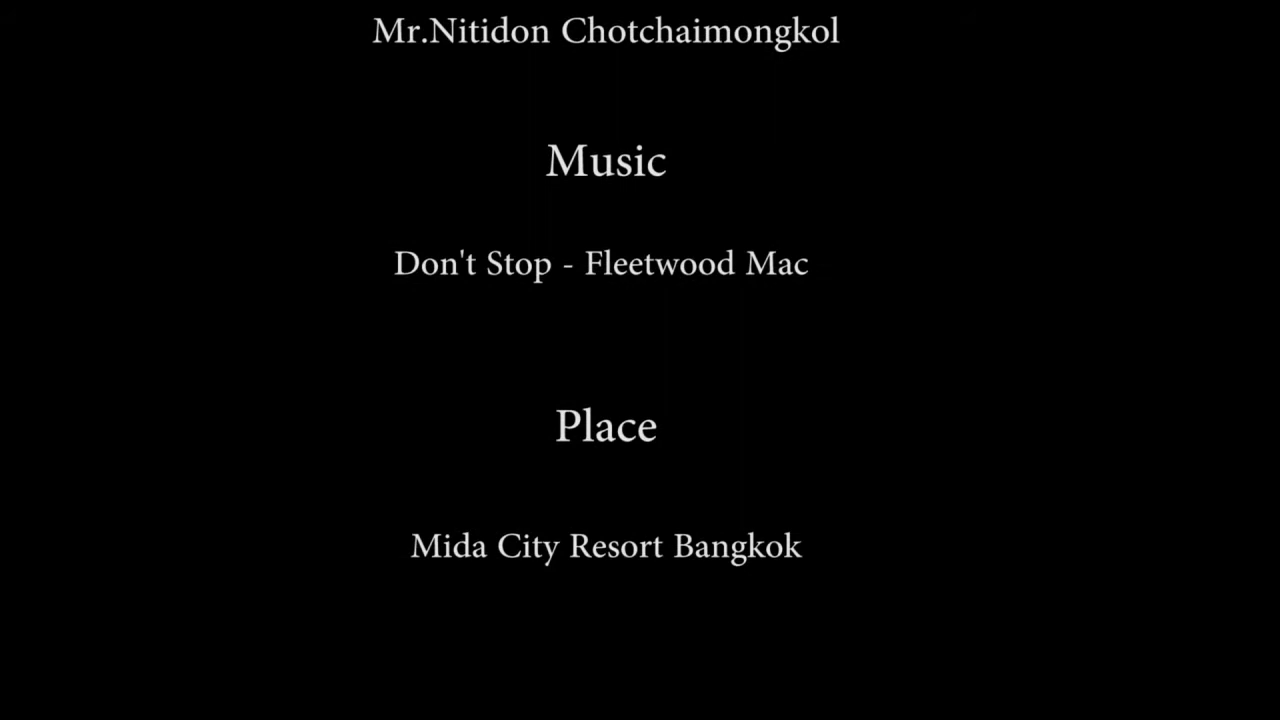 Mr.Nitidon Chotchaimongkol
Music
Don't Stop - Fleetwood Mac
Place
Mida City Resort Bangkok